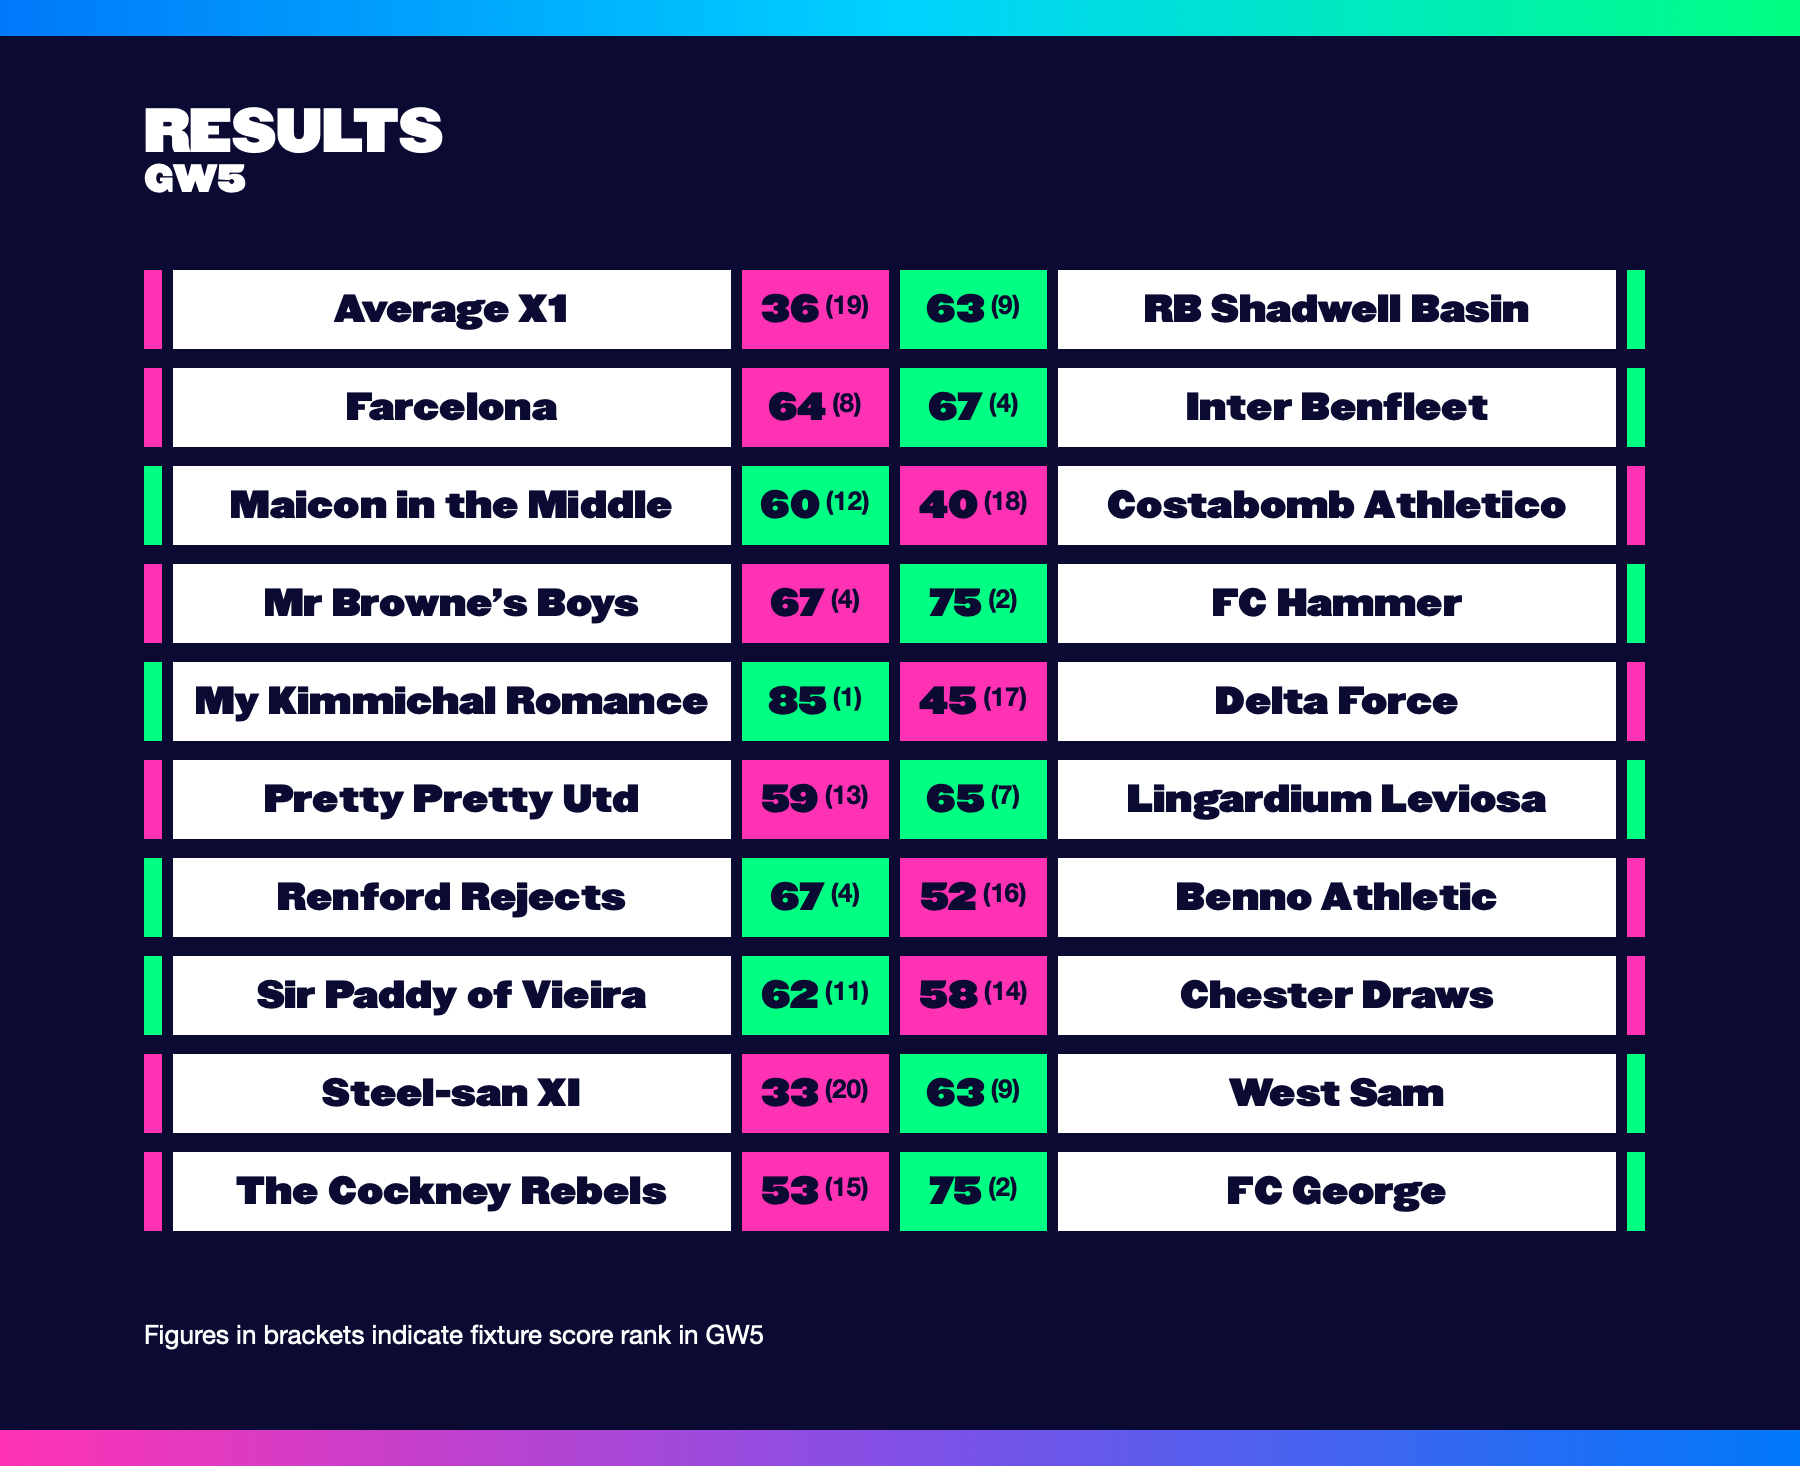 RESULTS
GW5
Average X1 36 (19) 63 (9) RB Shadwell Basin
Farcelona 64 (8) 67 (4) Inter Benfleet
Maicon in the Middle 60 (12) 40 (18) Costabomb Athletico
Mr Browne’s Boys 67 (4) 75 (2) FC Hammer
My Kimmichal Romance 85 (1) 45 (17) Delta Force
Pretty Pretty Utd 59 (13) 65 (7) Lingardium Leviosa
Renford Rejects 67 (4) 52 (16) Benno Athletic
Sir Paddy of Vieira 62 (11) 58 (14) Chester Draws
Steel-san XI 33 (20) 63 (9) West Sam
The Cockney Rebels 53 (15) 75 (2) FC George
Figures in brackets indicate fixture score rank in GW5